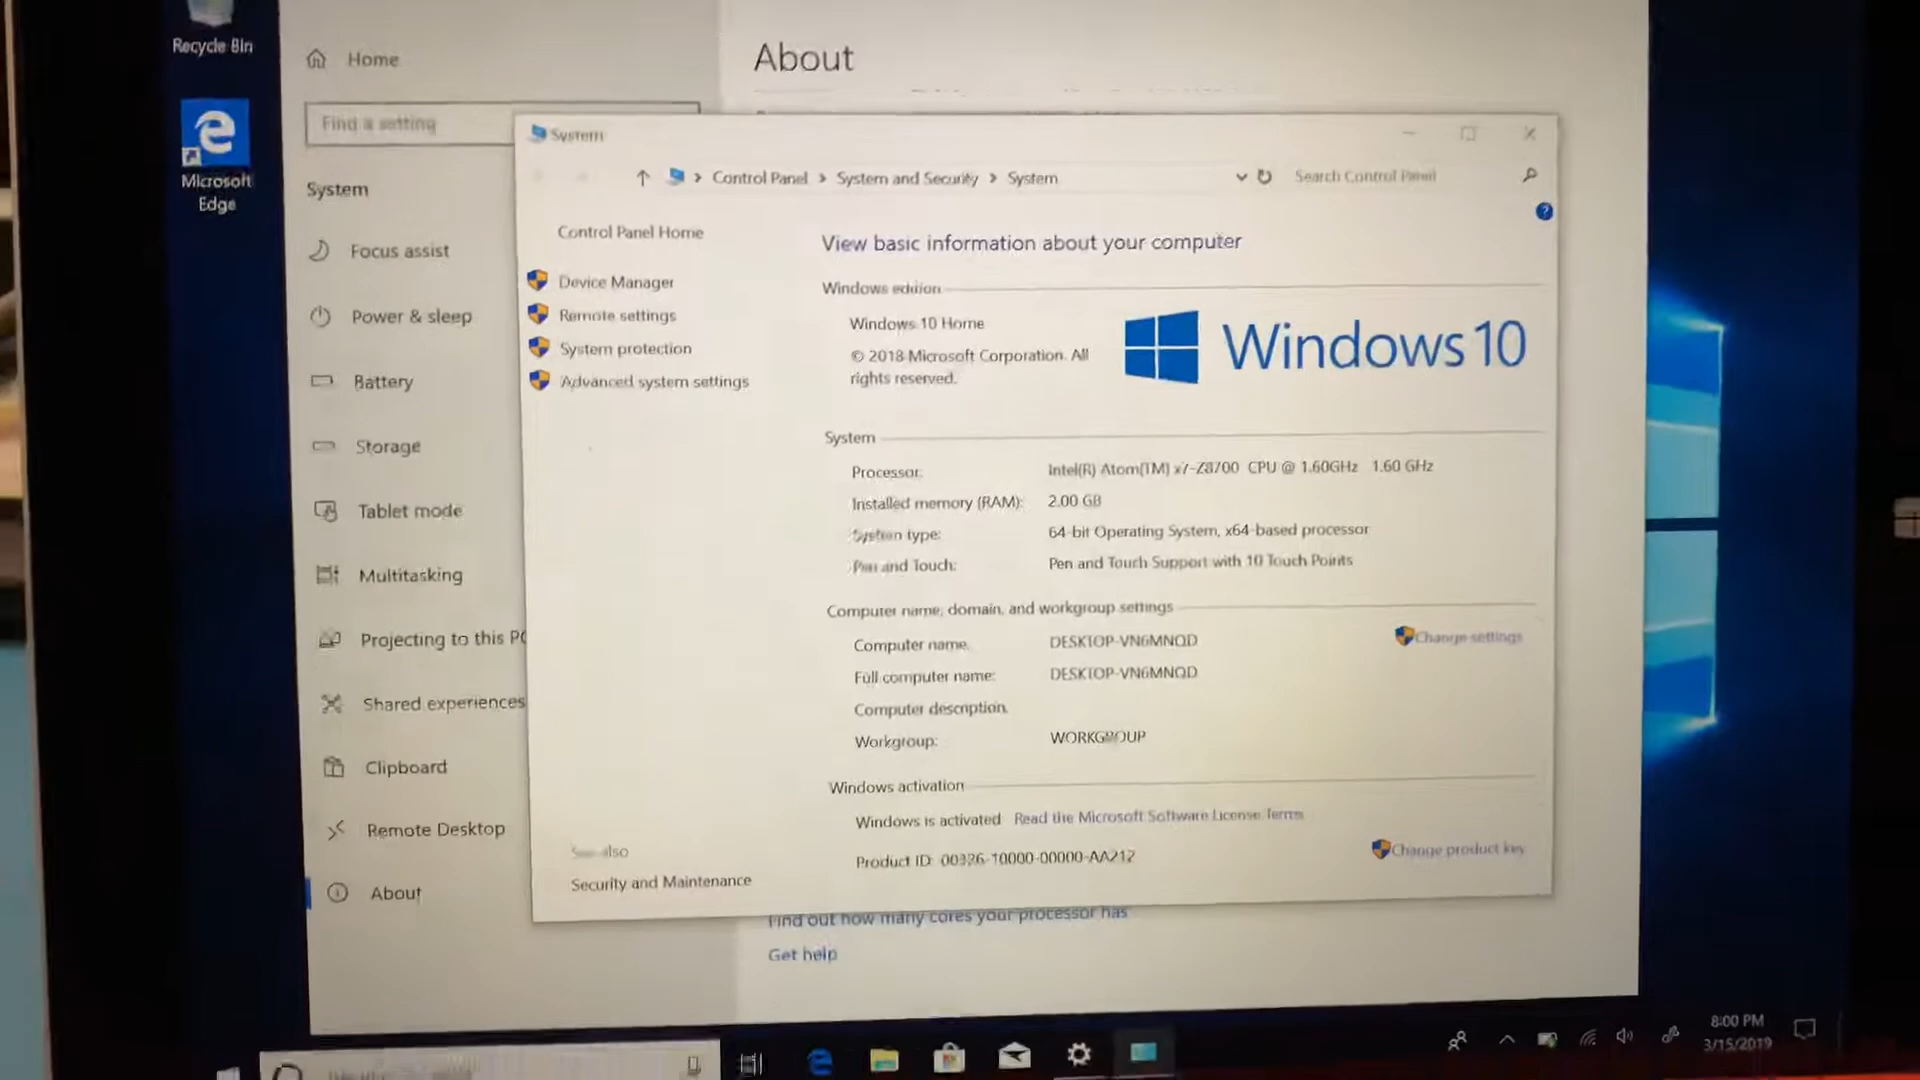 Recycle Bin
Microsoft
Edge
Home
Find a setting
System
Focus assist
Power & sleep
Battery
Storage
Tablet mode
Multitasking
Projecting to this PC
Shared experiences
Clipboard
Remote Desktop
About
About
System
Control Panel > System and Security > System
Search Control Panel
Control Panel Home
Device Manager
Remote settings
System protection
Advanced system settings
See also
Security and Maintenance
View basic information about your computer
Windows edition
Windows 10 Home
© 2018 Microsoft Corporation. All
rights reserved.
Windows 10
System
Processor: Intel(R) Atom(TM) x7-Z8700 CPU @ 1.60GHz 1.60 GHz
Installed memory (RAM): 2.00 GB
System type: 64-bit Operating System, x64-based processor
Pen and Touch: Pen and Touch Support with 10 Touch Points
Computer name, domain, and workgroup settings
Computer name: DESKTOP-VN6MNQD
Change settings
Full computer name: DESKTOP-VN6MNQD
Computer description:
Workgroup: WORKGROUP
Windows activation
Windows is activated Read the Microsoft Software License Terms
Product ID: 00326-10000-00000-AA212
Change product key
Find out how many cores your processor has
Get help
8:00 PM
3/15/2019